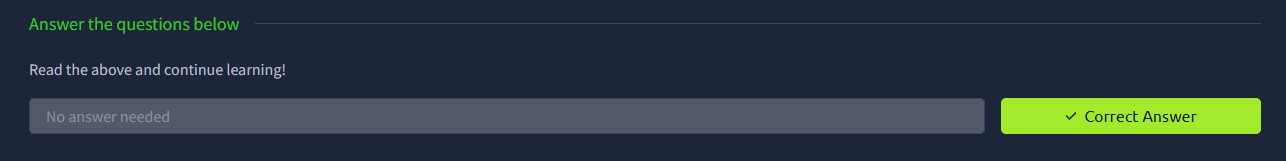 Answer the questions below
Read the above and continue learning!
No answer needed
Correct Answer